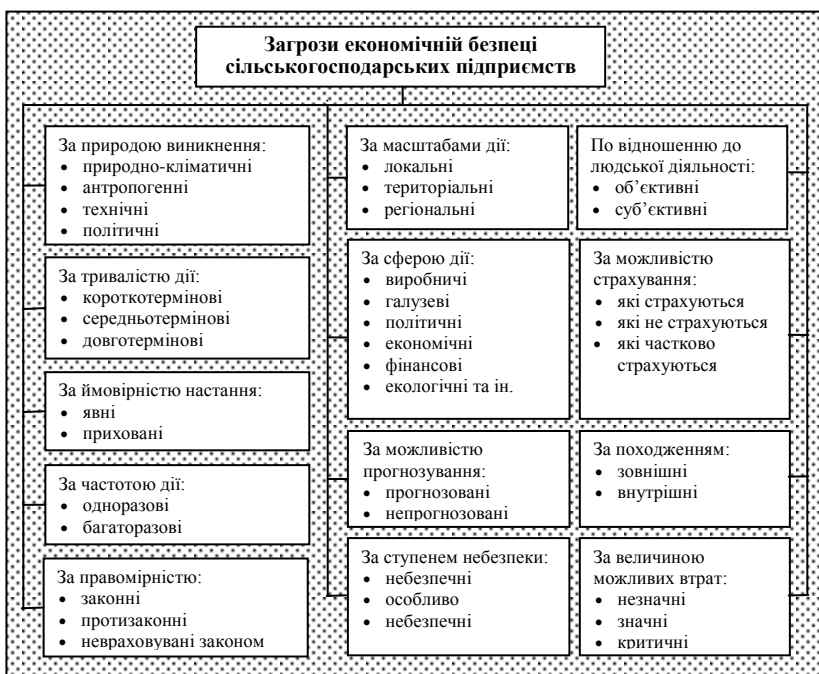 Загрози економічній безпеці
сільськогосподарських підприємств
За природою виникнення:
• природно-кліматичні
• антропогенні
• технічні
• політичні
За тривалістю дії:
• короткотермінові
• середньотермінові
• довготермінові
За ймовірністю настання:
• явні
• приховані
За частотою дії:
• одноразові
• багаторазові
За правомірністю:
• законні
• протизаконні
• невраховувані законом
За масштабами дії:
• локальні
• територіальні
• регіональні
За сферою дії:
• виробничі
• галузеві
• політичні
• економічні
• фінансові
• екологічні та ін.
За можливістю
прогнозування:
• прогнозовані
• непрогнозовані
За ступенем небезпеки:
• небезпечні
• особливо
• небезпечні
По відношенню до
людської діяльності:
• об’єктивні
• суб’єктивні
За можливістю
страхування:
• які страхуються
• які не страхуються
• які частково
страхуються
За походженням:
• зовнішні
• внутрішні
За величиною
можливих втрат:
• незначні
• значні
• критичні